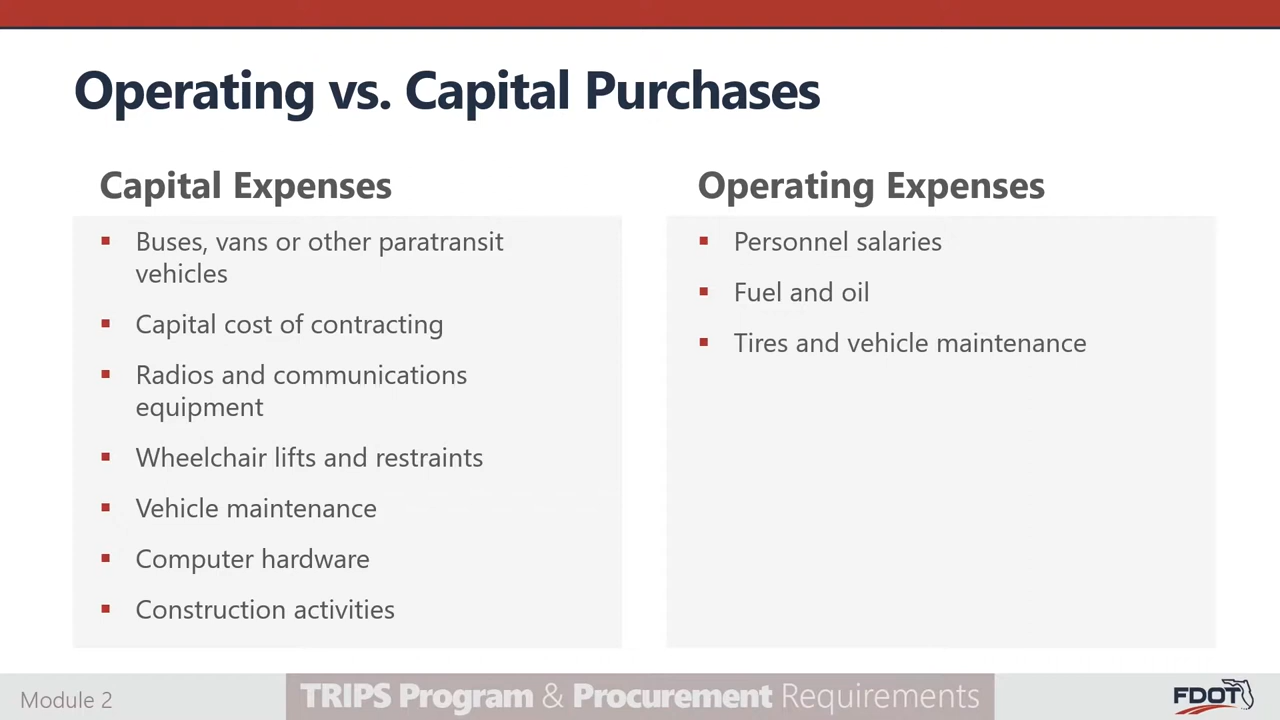 Operating vs. Capital Purchases
Capital Expenses
Buses, vans or other paratransit
vehicles
Capital cost of contracting
Radios and communications
equipment
Wheelchair lifts and restraints
Vehicle maintenance
Computer hardware
Construction activities
Operating Expenses
Personnel salaries
Fuel and oil
Tires and vehicle maintenance
Module 2
TRIPS Program & Procurement Requirements
FDOT